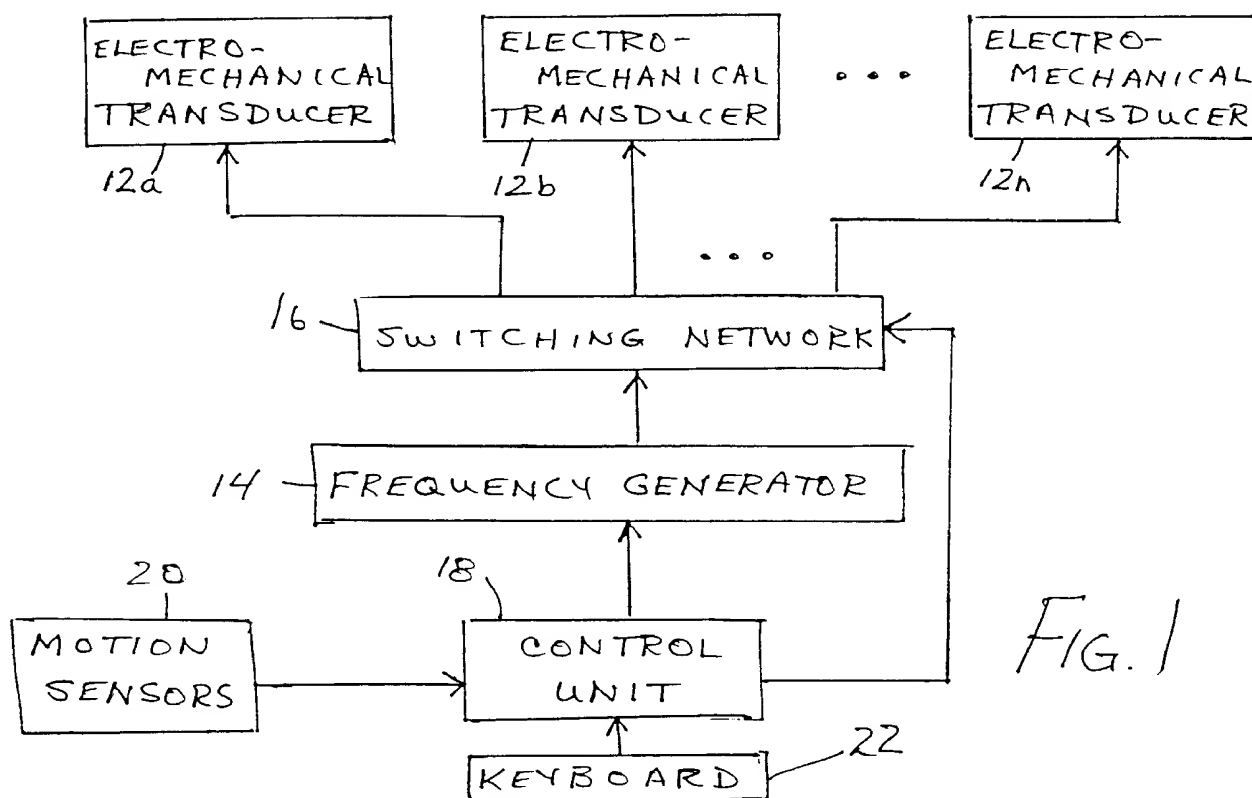 ELECTRO-
MECHANICAL
TRANSDUCER
ELECTRO-
MECHANICAL
TRANSDUCER
ELECTRO-
MECHANICAL
TRANSDUCER
12a
12b
12n
16
SWITCHING NETWORK
14
FREQUENCY GENERATOR
20
18
MOTION
SENSORS
CONTROL
UNIT
FIG. 1
22
KEYBOARD